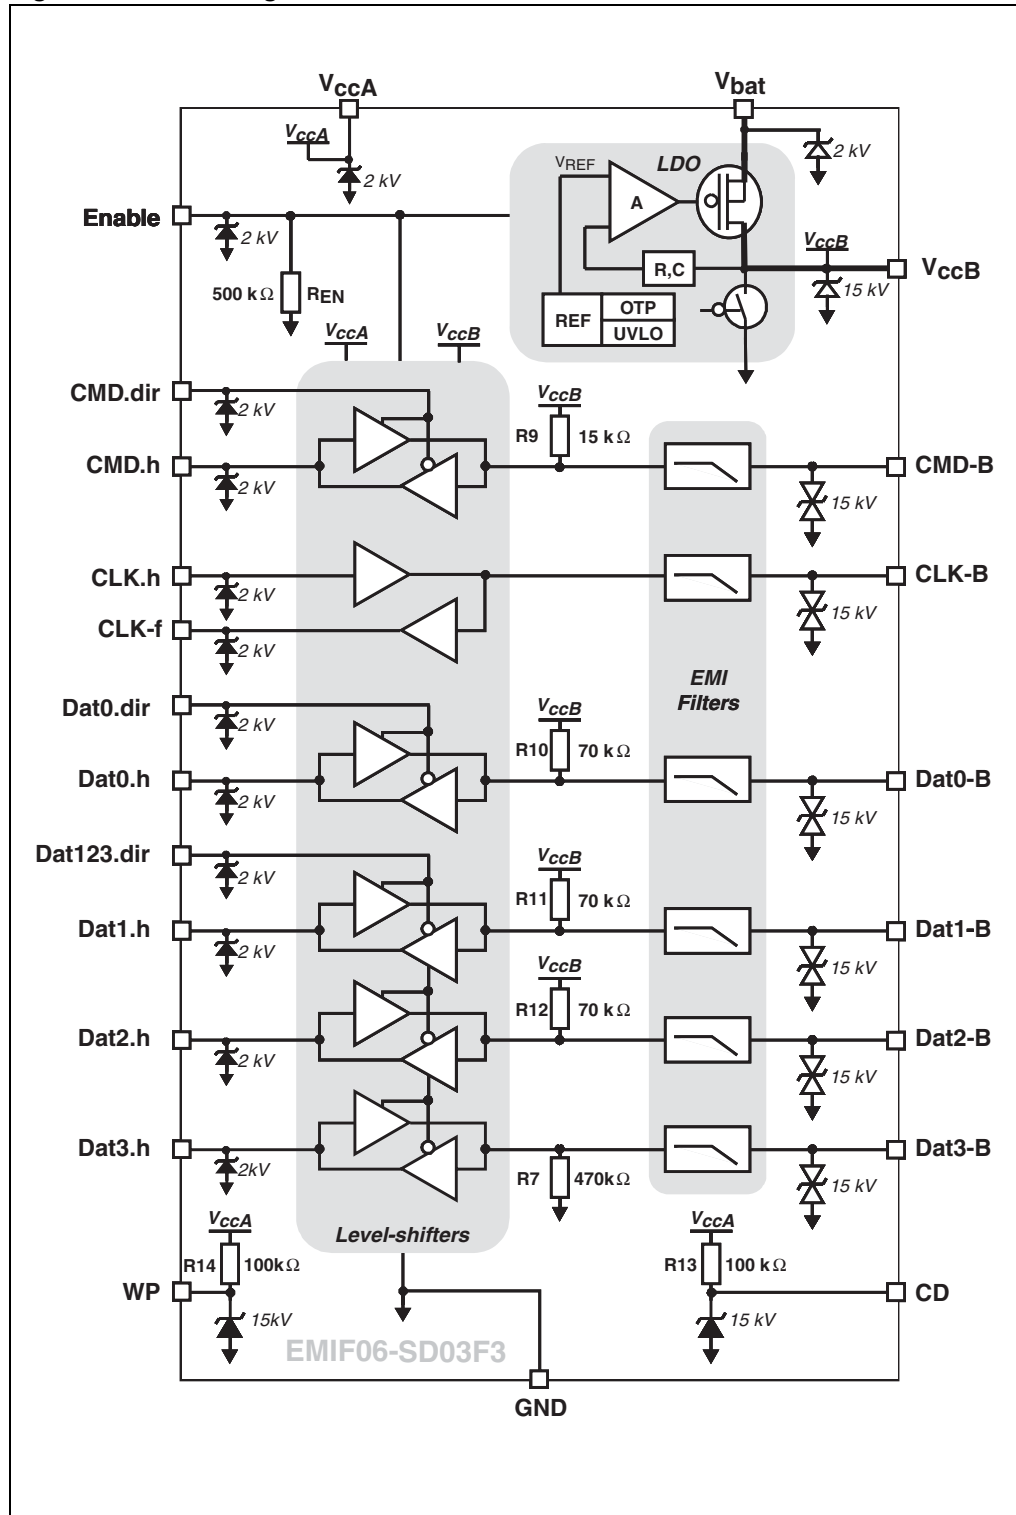 VccA
Vbat
VccA
2 kV
2 kV
VREF
LDO
A
Enable
2 kV
VccB
VccB
15 kV
R,C
500 kΩ
REN
REF
OTP
UVLO
VccA
VccB
CMD.dir
2 kV
VccB
R9
15 kΩ
CMD.h
2 kV
CMD-B
15 kV
CLK.h
2 kV
CLK-B
15 kV
CLK-f
2 kV
EMI
Filters
Dat0.dir
2 kV
VccB
R10
70 kΩ
Dat0.h
2 kV
Dat0-B
15 kV
Dat123.dir
2 kV
VccB
R11
70 kΩ
Dat1.h
2 kV
Dat1-B
15 kV
VccB
R12
70 kΩ
Dat2.h
2 kV
Dat2-B
15 kV
Dat3.h
2kV
R7
470kΩ
Dat3-B
15 kV
VccA
R14
100kΩ
Level-shifters
VccA
R13
100 kΩ
WP
15kV
CD
15 kV
EMIF06-SD03F3
GND